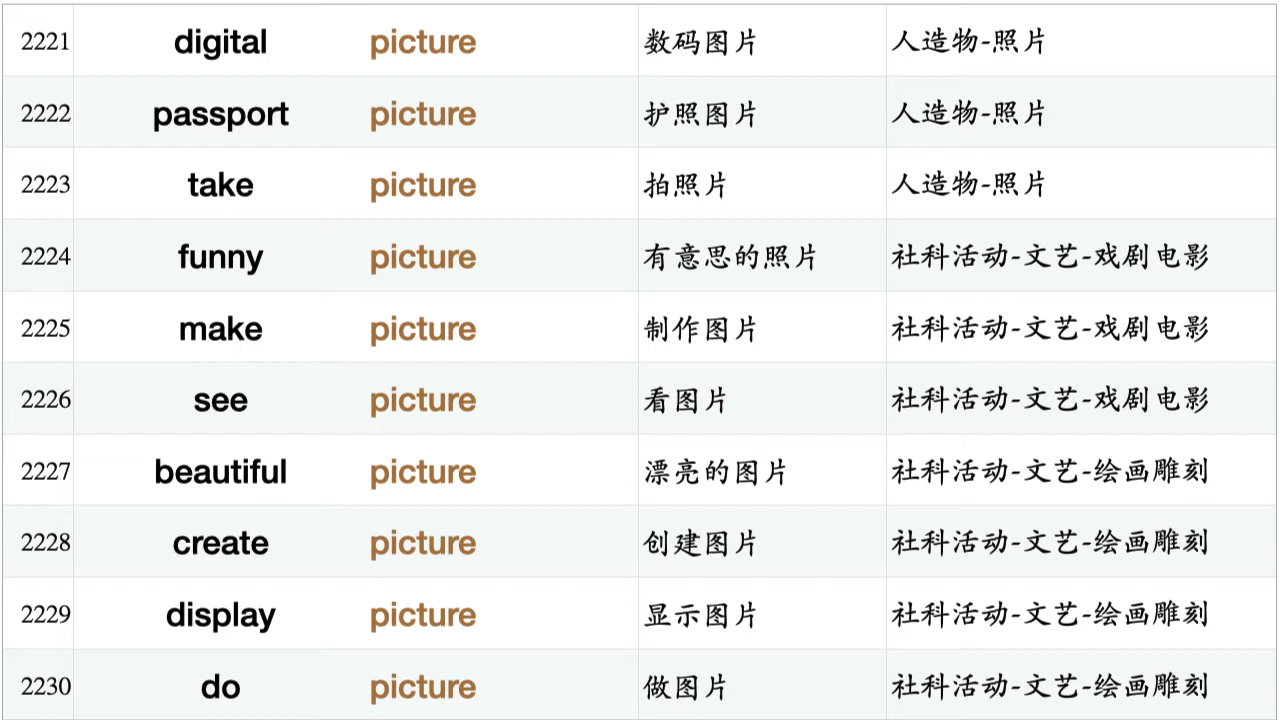 2221 digital picture 数码图片 人造物-照片
2222 passport picture 护照图片 人造物-照片
2223 take picture 拍照片 人造物-照片
2224 funny picture 有意思的照片 社科活动-文艺-戏剧电影
2225 make picture 制作图片 社科活动-文艺-戏剧电影
2226 see picture 看图片 社科活动-文艺-戏剧电影
2227 beautiful picture 漂亮的图片 社科活动-文艺-绘画雕刻
2228 create picture 创建图片 社科活动-文艺-绘画雕刻
2229 display picture 显示图片 社科活动-文艺-绘画雕刻
2230 do picture 做图片 社科活动-文艺-绘画雕刻